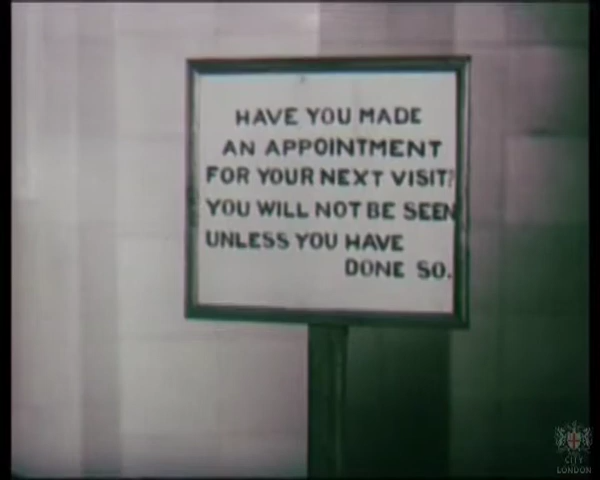 HAVE YOU MADE
AN APPOINTMENT
FOR YOUR NEXT VISIT?
YOU WILL NOT BE SEEN
UNLESS YOU HAVE
DONE SO.
CITY
LONDON